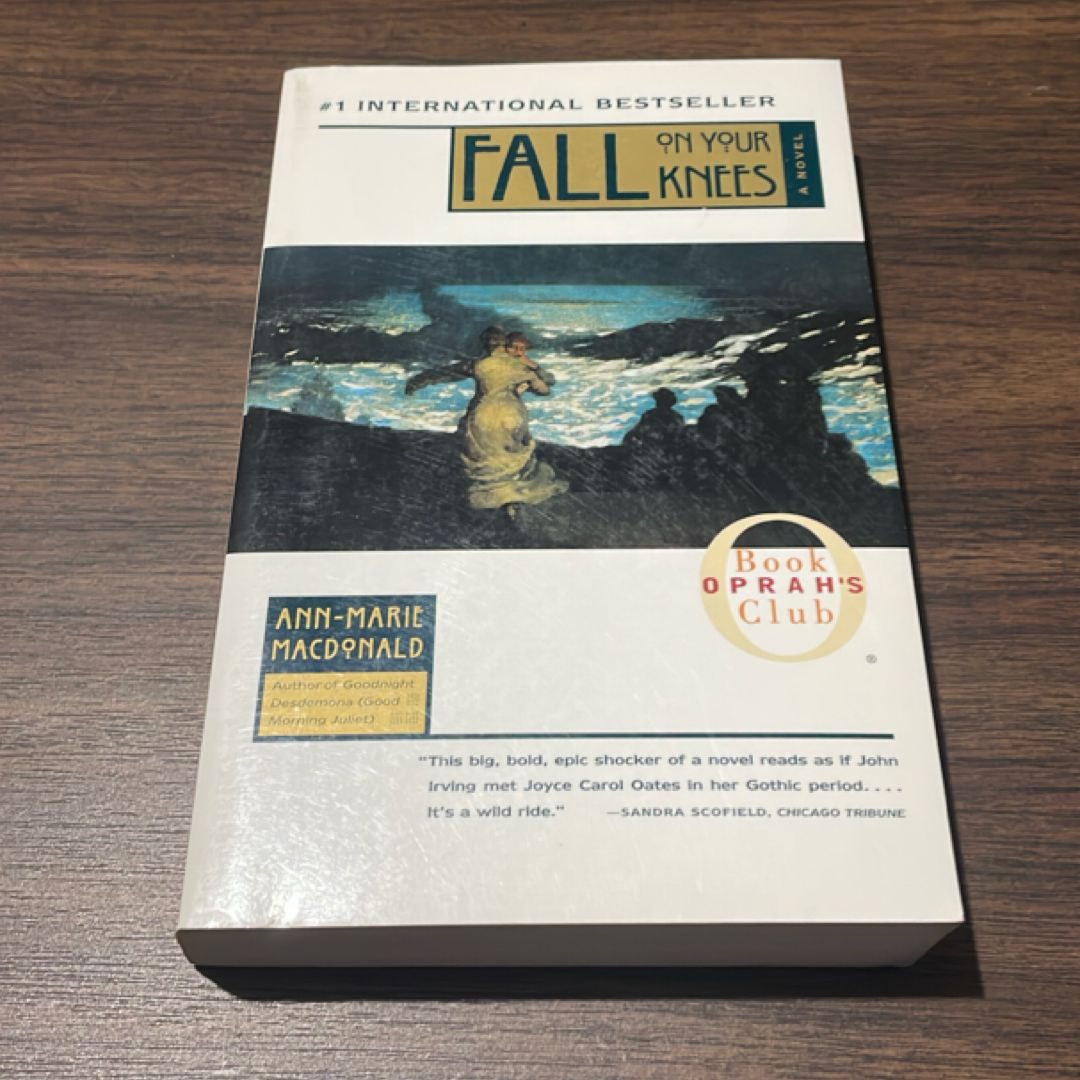 #1 INTERNATIONAL BESTSELLER
FALL ON YOUR KNEES
A NOVEL
Book
OPRAH'S
Club
®
ANN-MARIE
MACDONALD
Author of Goodnight
Desdemona (Good
Morning Juliet)
"This big, bold, epic shocker of a novel reads as if John
Irving met Joyce Carol Oates in her Gothic period....
It's a wild ride." —SANDRA SCOFIELD, CHICAGO TRIBUNE